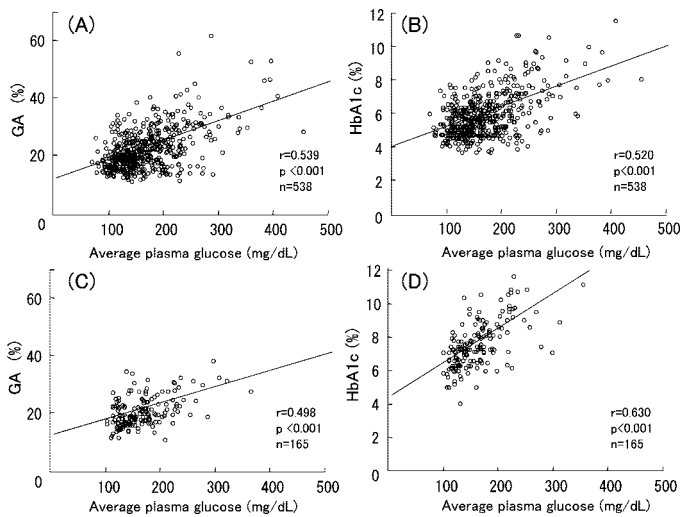 (A)
60
40
20
0
GA (%)
r=0.539
p <0.001
n=538
100 200 300 400 500
Average plasma glucose (mg/dL)
(B)
12
10
8
6
4
2
0
HbA1c (%)
r=0.520
p <0.001
n=538
100 200 300 400 500
Average plasma glucose (mg/dL)
(C)
60
40
20
0
GA (%)
r=0.498
p <0.001
n=165
100 200 300 400 500
Average plasma glucose (mg/dL)
(D)
12
10
8
6
4
2
0
HbA1c (%)
r=0.630
p <0.001
n=165
100 200 300 400 500
Average plasma glucose (mg/dL)